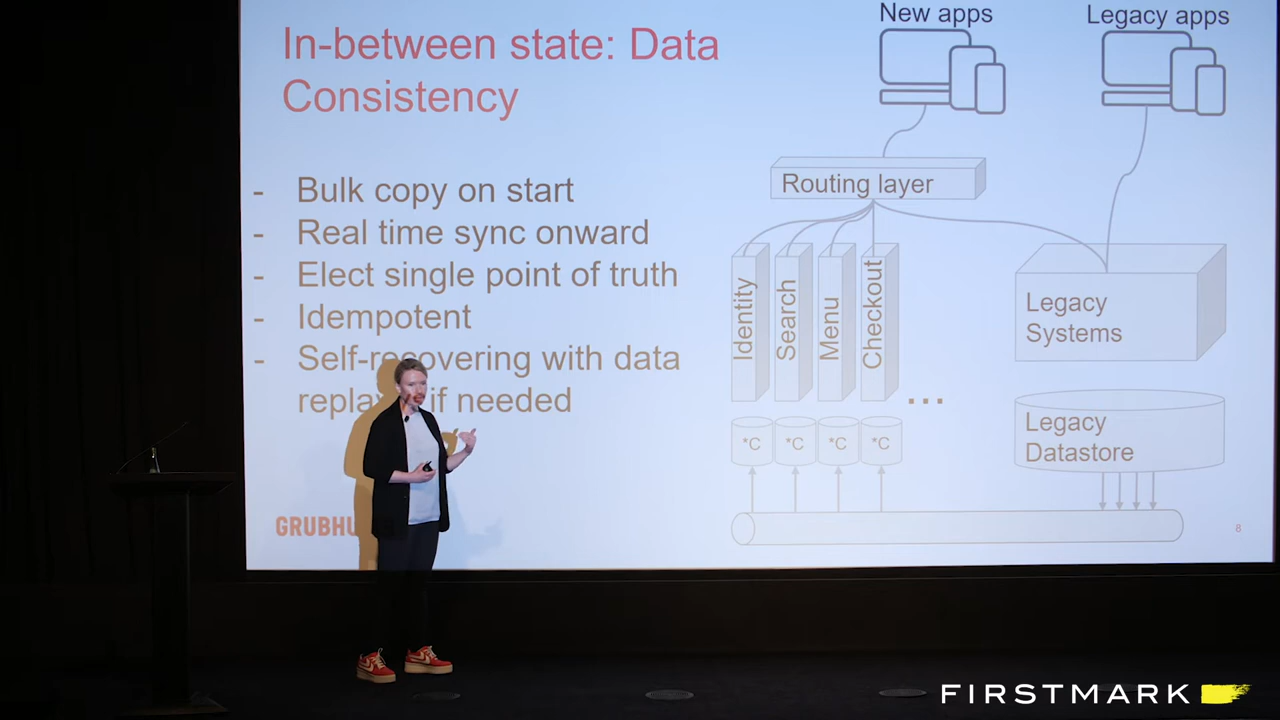 In-between state: Data
Consistency
- Bulk copy on start
- Real time sync onward
- Elect single point of truth
- Idempotent
- Self-recovering with data
if needed
GRUBHU
New apps
Legacy apps
Routing layer
Identity
Search
Menu
Checkout
...
Legacy
Systems
*C
*C
*C
*C
Legacy
Datastore
8
FIRSTMARK